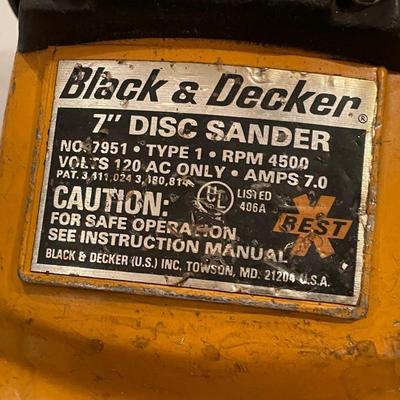 Black & Decker®
7" DISC SANDER
NO. 7951 • TYPE 1 • RPM 4500
VOLTS 120 AC ONLY • AMPS 7.0
PAT. 3,411,024 3,180,814
CAUTION:
FOR SAFE OPERATION
SEE INSTRUCTION MANUAL
UL
LISTED
406A
BEST
BLACK & DECKER (U.S.) INC. TOWSON, MD. 21204 U.S.A.